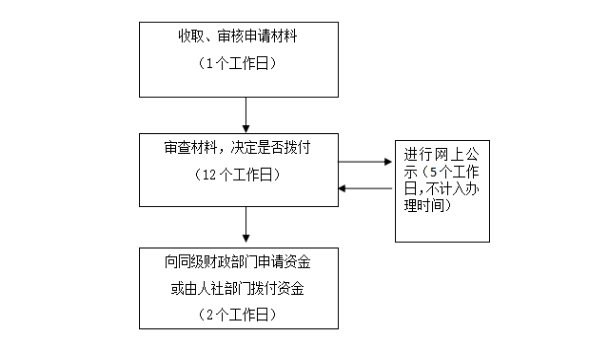 收取、审核申请材料
（1个工作日）
审查材料，决定是否拨付
（12个工作日）
进行网上公
示（5个工作
日，不计入办
理时间）
向同级财政部门申请资金
或由人社部门拨付资金
（2个工作日）